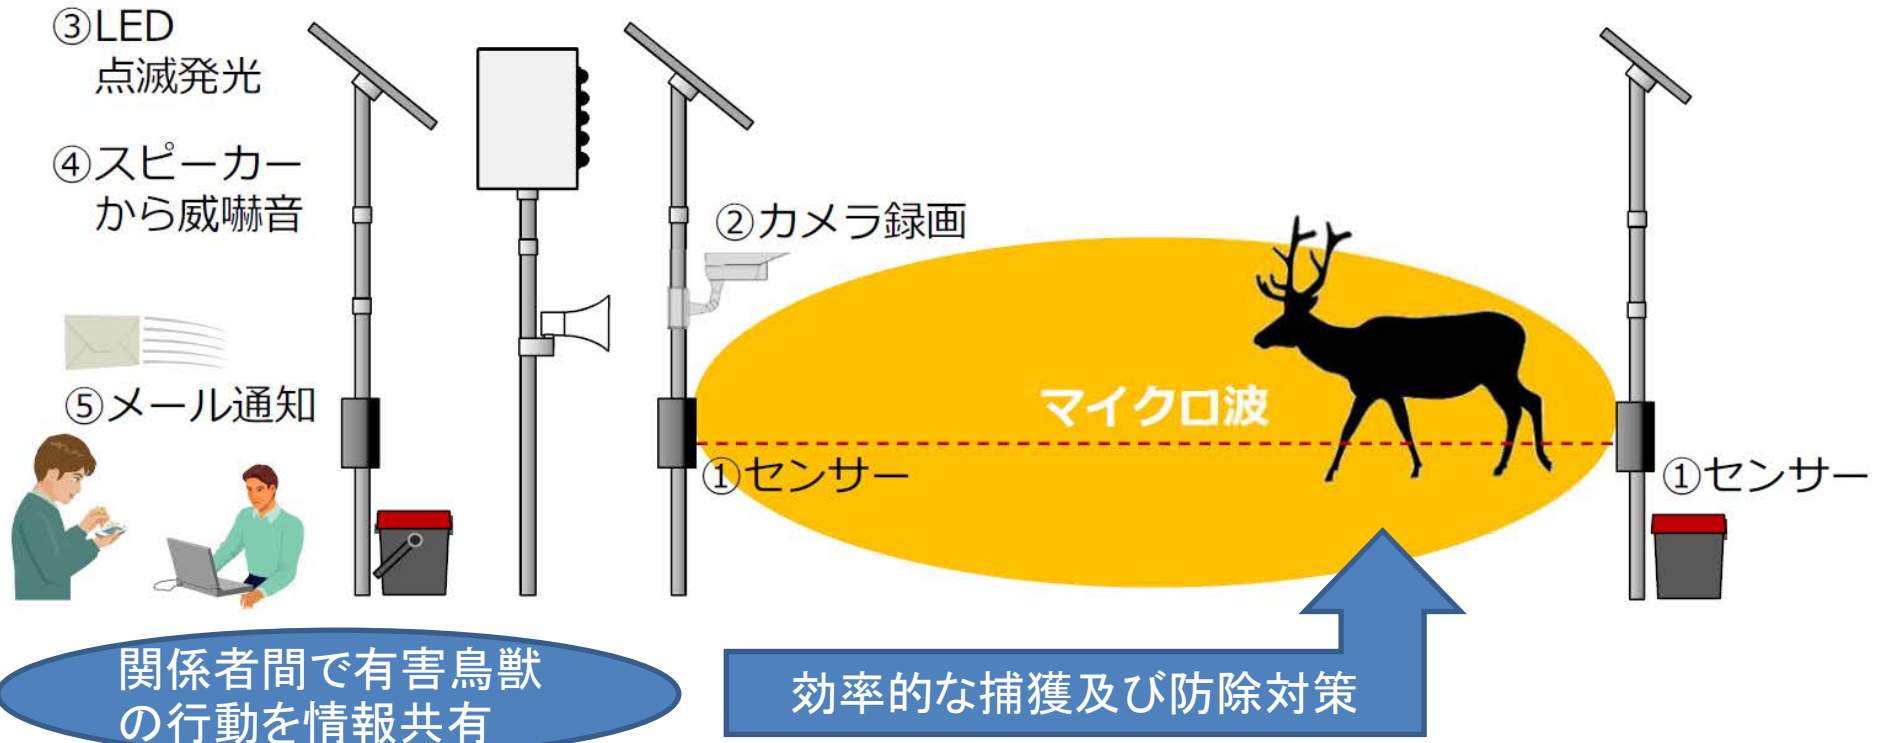 ③LED
点滅発光
④スピーカー
から威嚇音
②カメラ録画
⑤メール通知
マイクロ波
①センサー
①センサー
関係者間で有害鳥獣
の行動を情報共有
効率的な捕獲及び防除対策